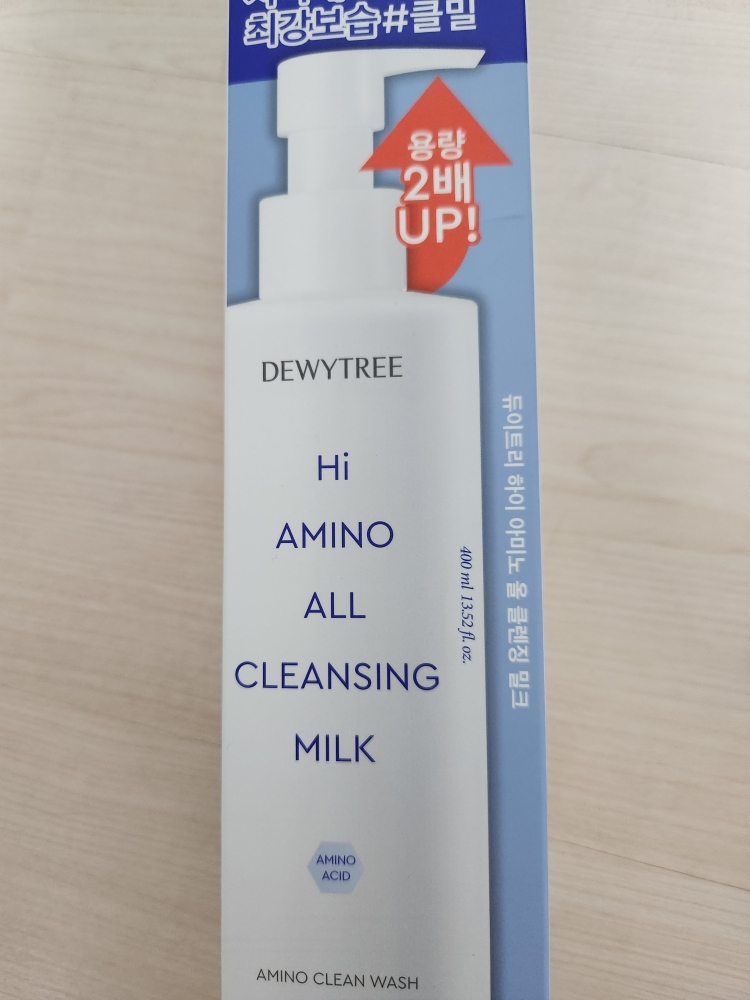 최강보습#클밀
용량
2배
UP!
DEWYTREE
Hi
AMINO
ALL
CLEANSING
MILK
400 ml 13.52 fl. oz.
듀이트리 하이 아미노 올 클렌징 밀크
AMINO
ACID
AMINO CLEAN WASH